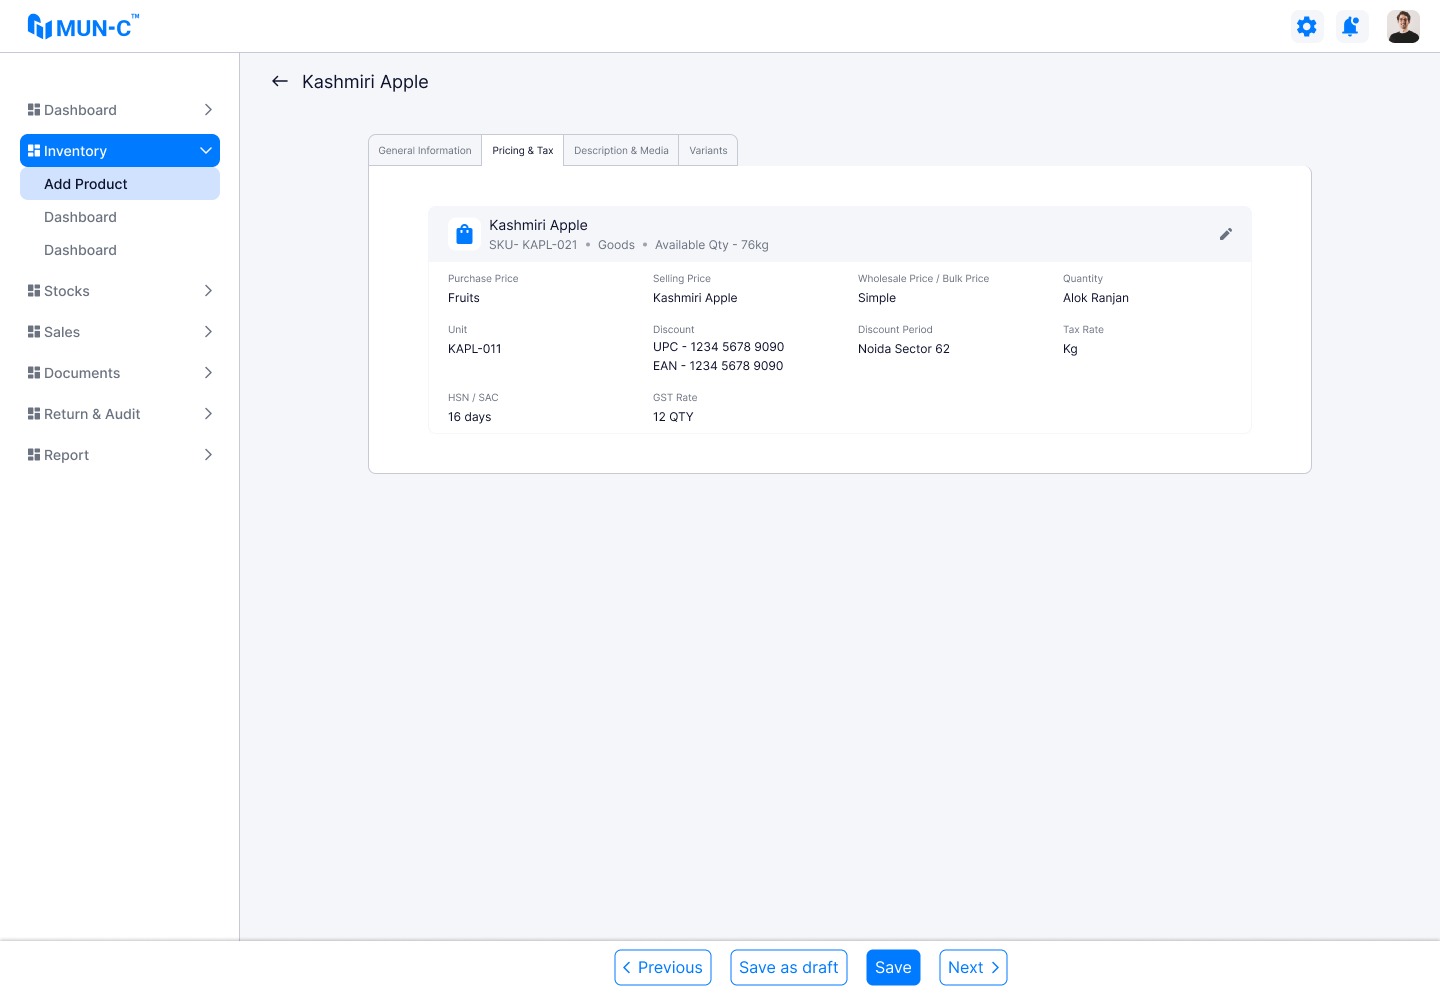 MUN-C™
Kashmiri Apple
Dashboard
Inventory
Add Product
Dashboard
Dashboard
Stocks
Sales
Documents
Return & Audit
Report
General Information
Pricing & Tax
Description & Media
Variants
Kashmiri Apple
SKU- KAPL-021 • Goods • Available Qty - 76kg
Purchase Price
Fruits
Selling Price
Kashmiri Apple
Wholesale Price / Bulk Price
Simple
Quantity
Alok Ranjan
Unit
KAPL-011
Discount
UPC - 1234 5678 9090
EAN - 1234 5678 9090
Discount Period
Noida Sector 62
Tax Rate
Kg
HSN / SAC
16 days
GST Rate
12 QTY
Previous
Save as draft
Save
Next